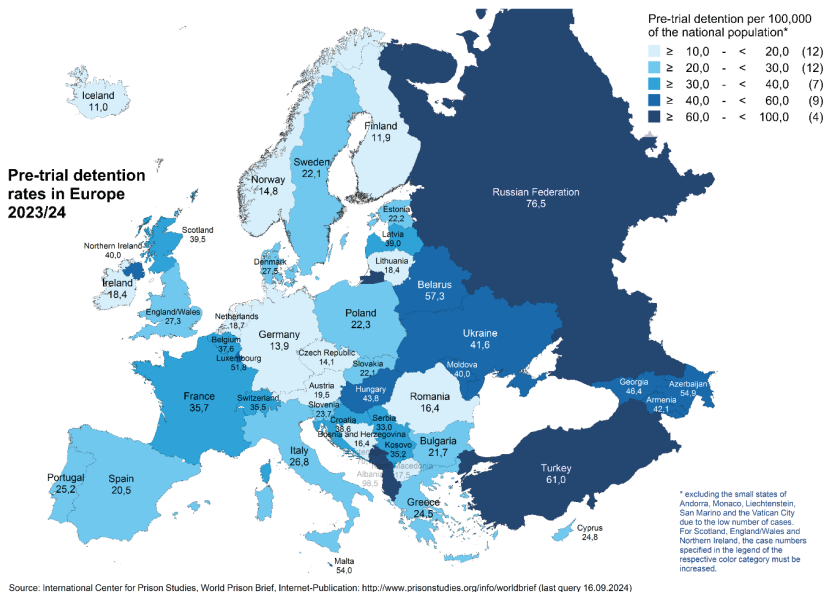 Pre-trial detention per 100,000
of the national population*
≥ 10,0 - < 20,0 (12)
≥ 20,0 - < 30,0 (12)
≥ 30,0 - < 40,0 (7)
≥ 40,0 - < 60,0 (9)
≥ 60,0 - < 100,0 (4)
Pre-trial detention
rates in Europe
2023/24
Iceland
11,0
Finland
11,9
Sweden
22,1
Norway
14,8
Russian Federation
76,5
Estonia
22,2
Scotland
39,5
Latvia
39,0
Northern Ireland
40,0
Denmark
27,5
Lithuania
18,4
Ireland
18,4
Belarus
57,3
England/Wales
27,3
Netherlands
18,7
Poland
22,3
Germany
13,9
Ukraine
41,6
Belgium
37,6
Luxembourg
51,8
Czech Republic
14,1
Slovakia
22,1
Moldova
40,0
Austria
19,5
Hungary
43,8
Georgia
46,4
Azerbaijan
54,9
France
35,7
Switzerland
35,5
Slovenia
23,7
Romania
16,4
Armenia
42,1
Croatia
38,6
Serbia
33,0
Bosnia and Herzegovina
16,4
Kosovo
35,2
Bulgaria
21,7
Italy
26,8
Macedonia
17,5
Albania
98,5
Turkey
61,0
Portugal
25,2
Spain
20,5
Greece
24,5
Cyprus
24,8
Malta
54,0
* excluding the small states of
Andorra, Monaco, Liechtenstein,
San Marino and the Vatican City
due to the low number of cases.
For Scotland, England/Wales and
Northern Ireland, the case numbers
specified in the legend of the
respective color category must be
increased.
Source: International Center for Prison Studies, World Prison Brief, Internet-Publication: http://www.prisonstudies.org/info/worldbrief (last query 16.09.2024)